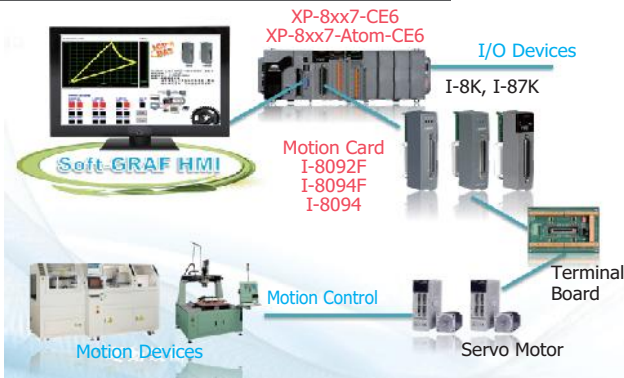 XP-8xx7-CE6
XP-8xx7-Atom-CE6
I/O Devices
I-8K, I-87K
Soft-GRAF HMI
Motion Card
I-8092F
I-8094F
I-8094
Terminal
Board
Motion Control
Motion Devices
Servo Motor